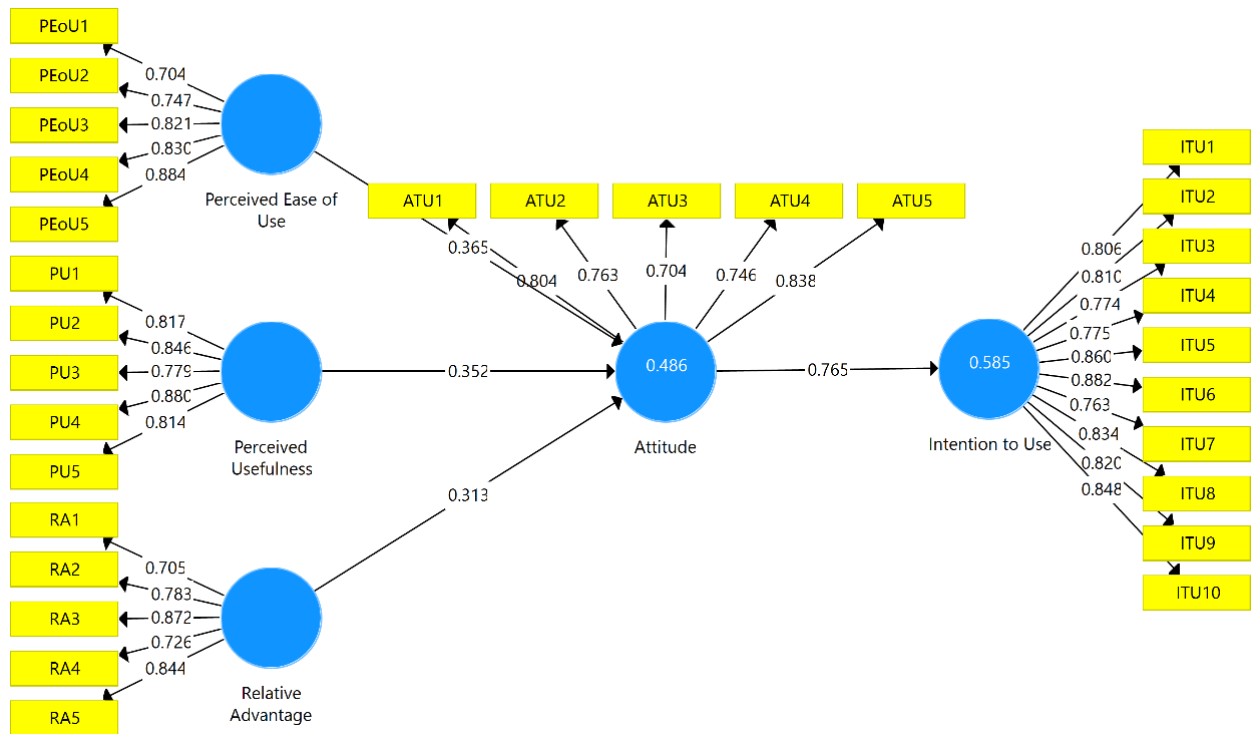 PEoU1
PEoU2
PEoU3
PEoU4
PEoU5
0.704
0.747
0.821
0.830
0.884
Perceived Ease of
Use
PU1
PU2
PU3
PU4
PU5
0.817
0.846
0.779
0.880
0.814
Perceived
Usefulness
RA1
RA2
RA3
RA4
RA5
0.705
0.783
0.872
0.726
0.844
Relative
Advantage
0.365
0.352
0.313
ATU1
ATU2
ATU3
ATU4
ATU5
0.804
0.763
0.704
0.746
0.838
0.486
Attitude
0.765
0.585
Intention to Use
0.806
0.810
0.774
0.775
0.860
0.882
0.763
0.834
0.820
0.848
ITU1
ITU2
ITU3
ITU4
ITU5
ITU6
ITU7
ITU8
ITU9
ITU10